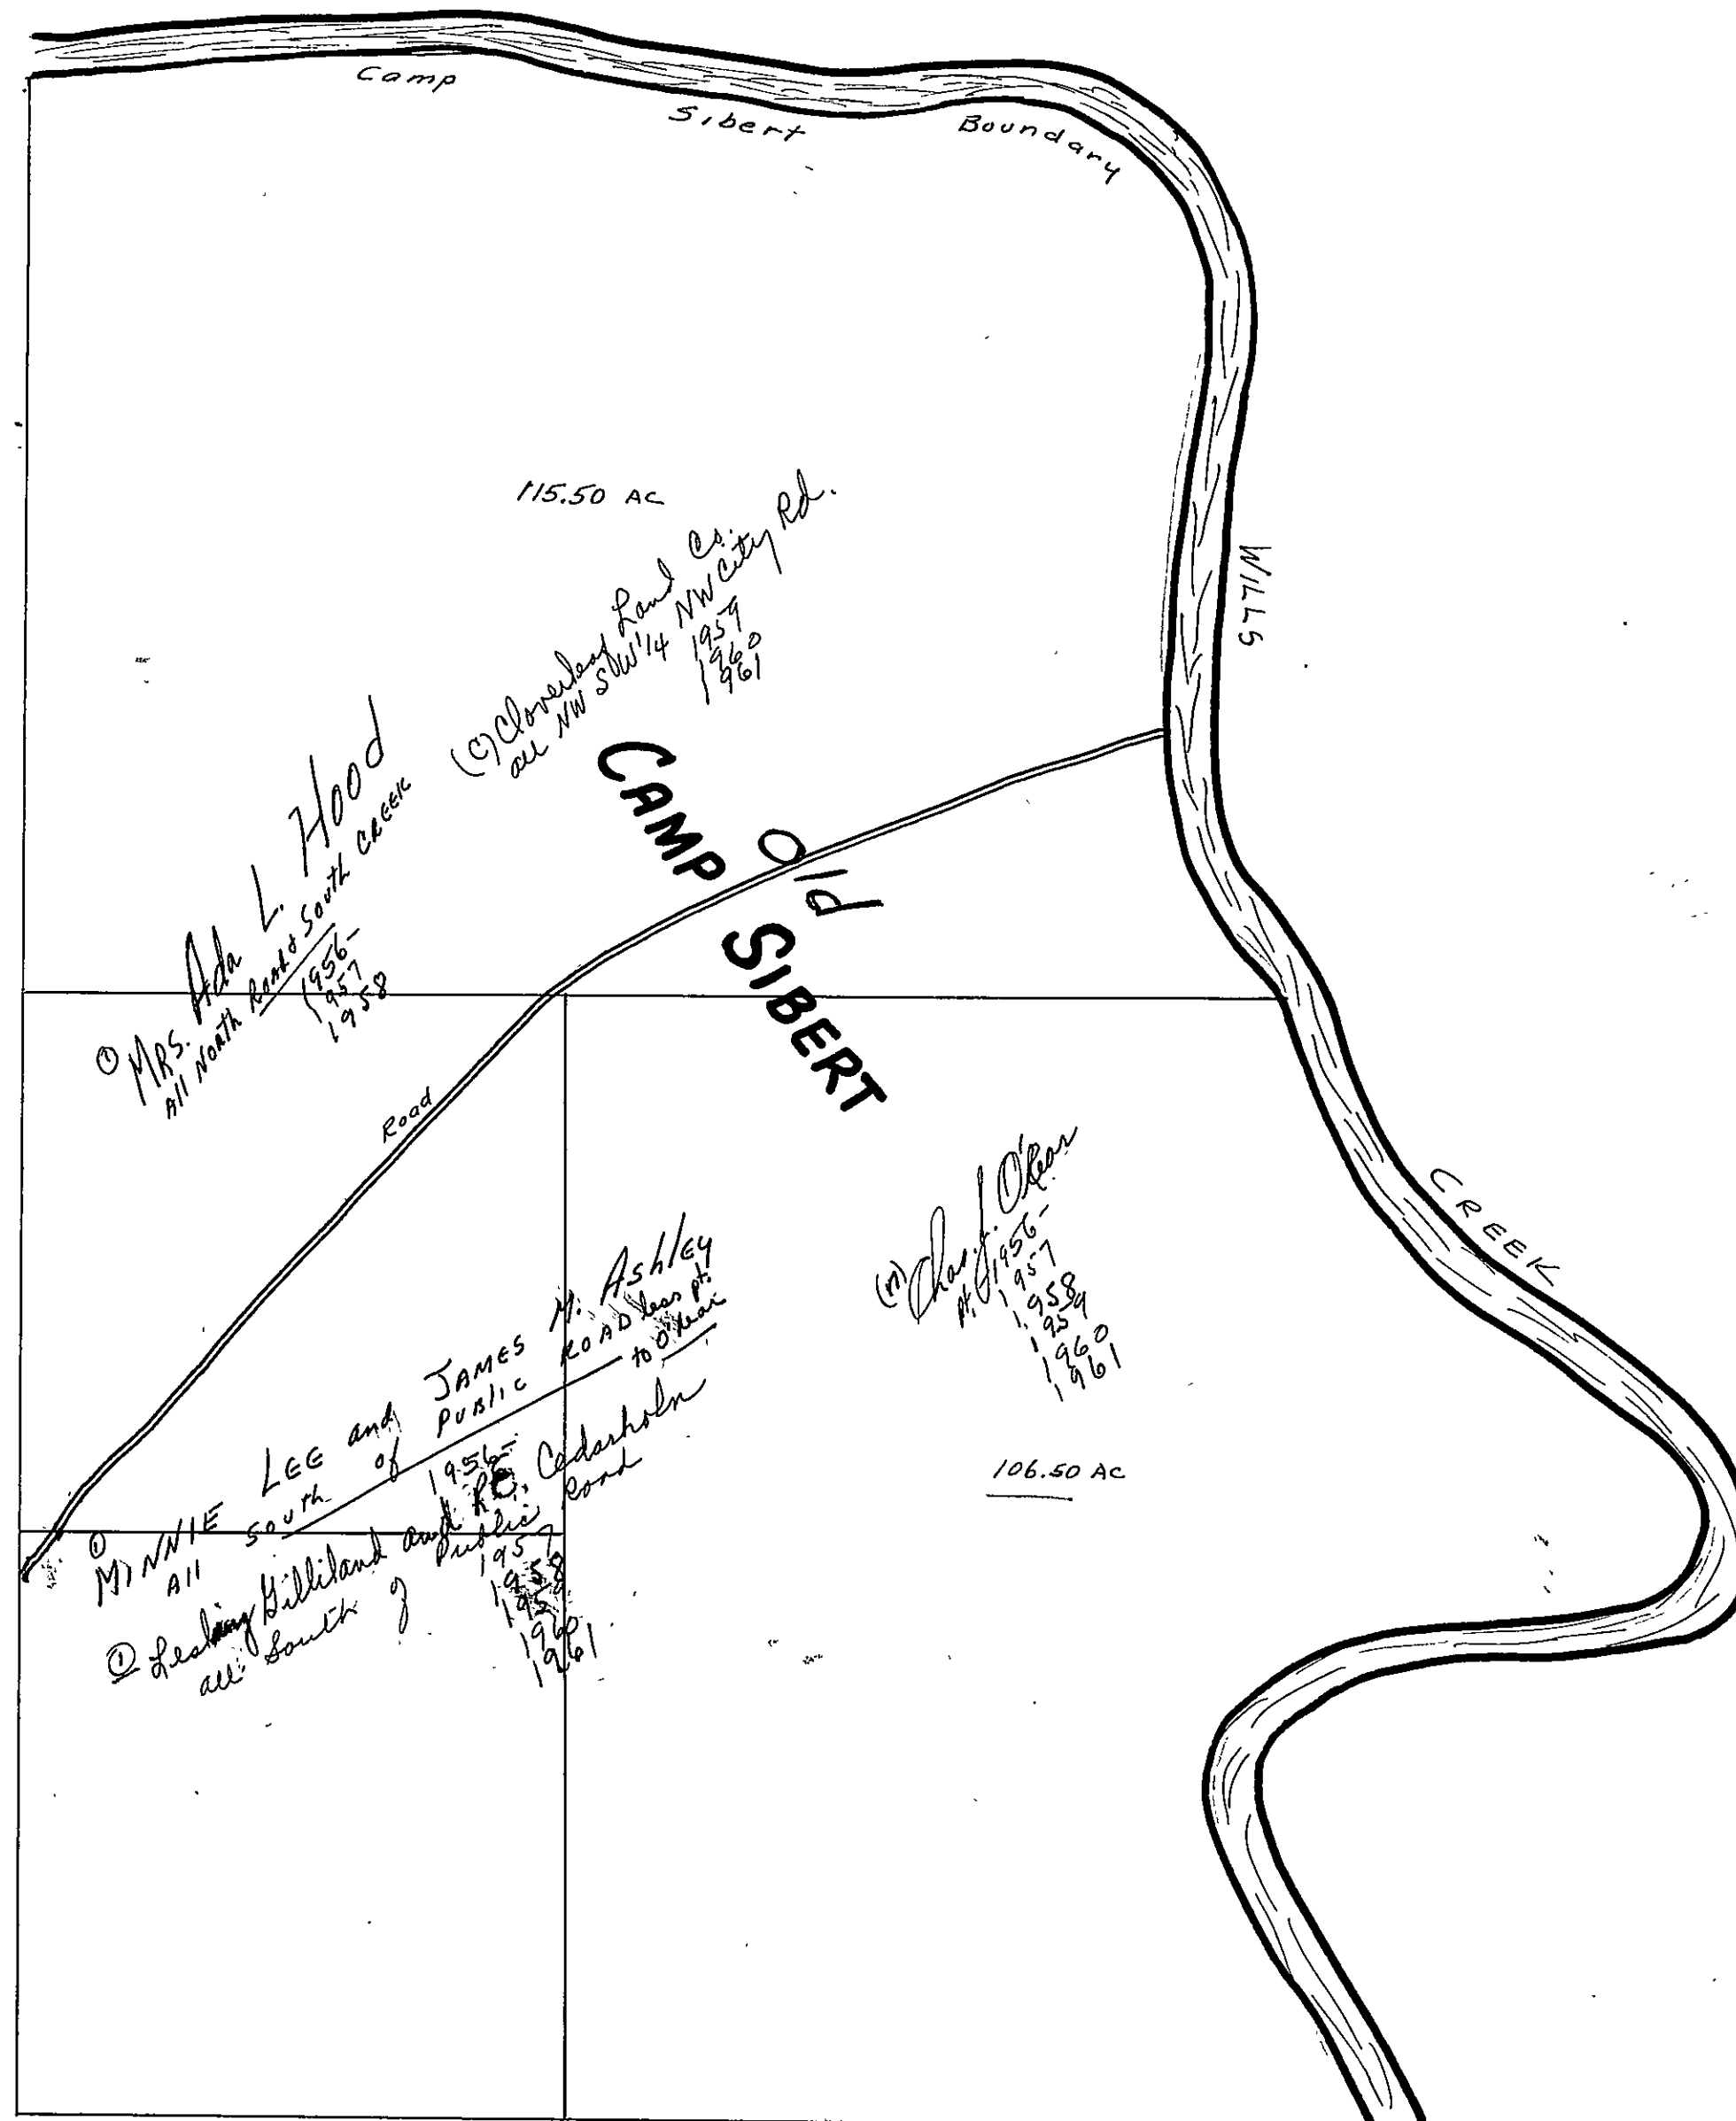 Camp Sibert Boundary
115.50 AC
WILLS
(C) Cloverleaf Land Co.
all NW SW 1/4 NW City Rd.
1959
1960
1961
① MRS. Ada L. Hood
All North Road & South CREEK
1956-
1957
1958
Old
CAMP SIBERT
Road
CREEK
(M) Chas. J. O'Rear
pt. 1956-
1957
1958
1959
1960
1961
① MINNIE LEE and JAMES M. Ashley
All South of PUBLIC ROAD less pt.
to O'Rear
1956-
① Gilliland and Cedarholm
all South of Public Road
1957
1958
1959
1960
1961
106.50 AC